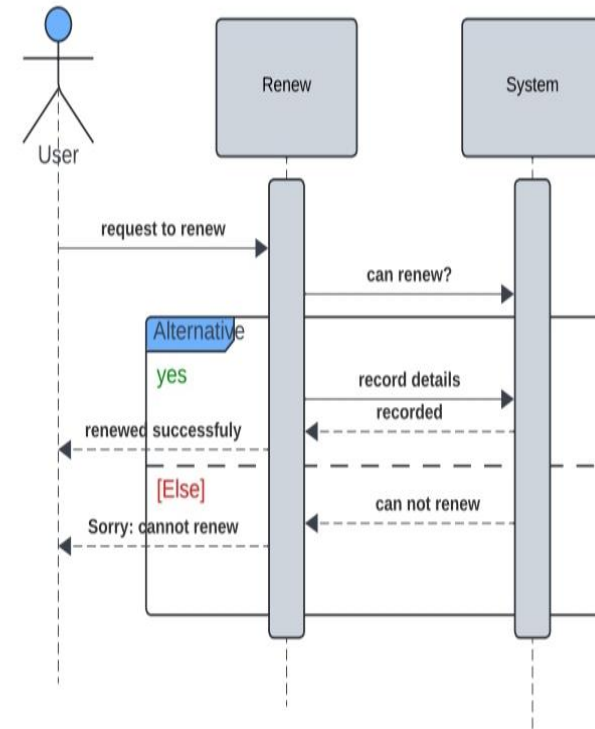 Renew
System
User
request to renew
can renew?
Alternative
yes
record details
recorded
renewed successfuly
[Else]
can not renew
Sorry: cannot renew